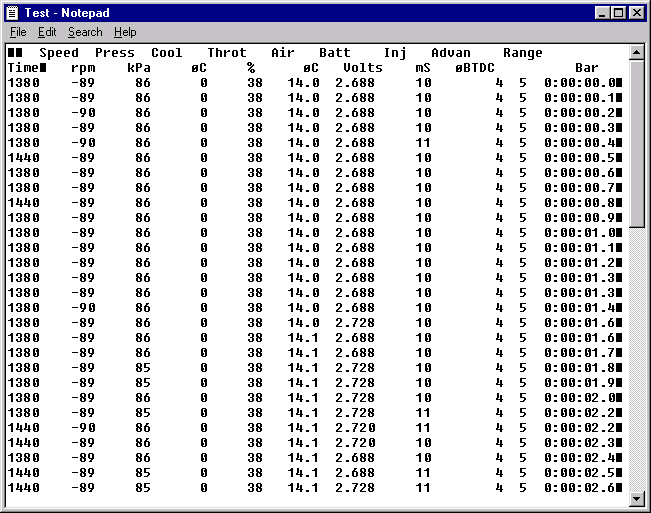 Test - Notepad
File Edit Search Help
■■ Speed Press Cool Throt Air Batt Inj Advan Range
Time■ rpm kPa øC % øC Volts mS øBTDC Bar
1380 -89 86 0 38 14.0 2.688 10 4 5 0:00:00.0■
1380 -89 86 0 38 14.0 2.688 10 4 5 0:00:00.1■
1380 -90 86 0 38 14.0 2.688 10 4 5 0:00:00.2■
1380 -89 86 0 38 14.0 2.688 10 4 5 0:00:00.3■
1380 -90 86 0 38 14.0 2.688 11 4 5 0:00:00.4■
1440 -89 86 0 38 14.0 2.688 10 4 5 0:00:00.5■
1380 -89 86 0 38 14.0 2.688 10 4 5 0:00:00.6■
1380 -89 86 0 38 14.0 2.688 10 4 5 0:00:00.7■
1440 -89 86 0 38 14.0 2.688 10 4 5 0:00:00.8■
1380 -89 86 0 38 14.0 2.688 10 4 5 0:00:00.9■
1380 -89 86 0 38 14.0 2.688 10 4 5 0:00:01.0■
1380 -89 86 0 38 14.0 2.688 10 4 5 0:00:01.1■
1380 -89 86 0 38 14.0 2.688 10 4 5 0:00:01.2■
1380 -89 86 0 38 14.0 2.688 10 4 5 0:00:01.3■
1380 -89 86 0 38 14.0 2.688 10 4 5 0:00:01.3■
1380 -90 86 0 38 14.0 2.688 10 4 5 0:00:01.4■
1380 -89 86 0 38 14.0 2.728 10 4 5 0:00:01.6■
1380 -89 86 0 38 14.1 2.688 10 4 5 0:00:01.6■
1380 -89 86 0 38 14.1 2.688 10 4 5 0:00:01.7■
1380 -89 85 0 38 14.1 2.728 10 4 5 0:00:01.8■
1380 -89 85 0 38 14.1 2.728 10 4 5 0:00:01.9■
1380 -89 86 0 38 14.1 2.728 10 4 5 0:00:02.0■
1380 -89 85 0 38 14.1 2.728 11 4 5 0:00:02.2■
1440 -90 86 0 38 14.1 2.720 11 4 5 0:00:02.2■
1440 -89 86 0 38 14.1 2.720 10 4 5 0:00:02.3■
1380 -89 86 0 38 14.1 2.688 10 4 5 0:00:02.4■
1440 -89 85 0 38 14.1 2.688 11 4 5 0:00:02.5■
1440 -89 85 0 38 14.1 2.728 11 4 5 0:00:02.6■